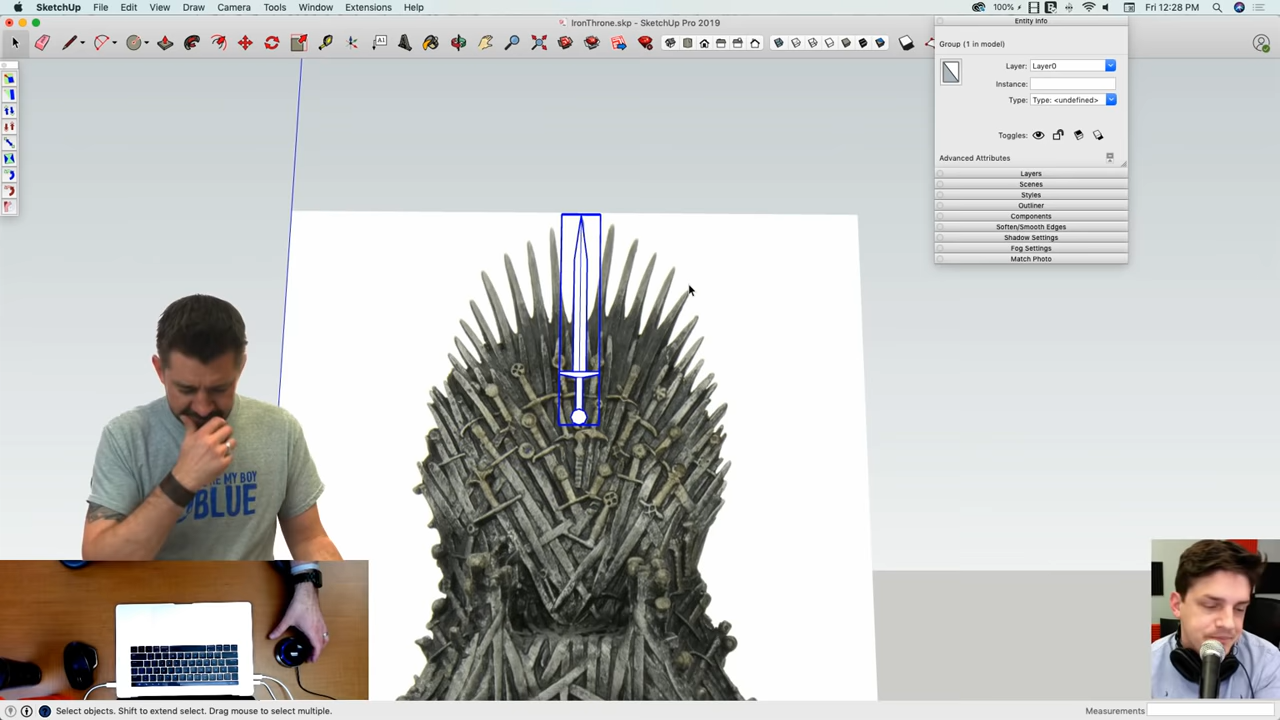 SketchUp File Edit View Draw Camera Tools Window Extensions Help
100% Fri 12:28 PM
IronThrone.skp - SketchUp Pro 2019
Entity Info
Group (1 in model)
Layer: Layer0
Instance:
Type: Type: <undefined>
Toggles:
Advanced Attributes
Layers
Scenes
Styles
Outliner
Components
Soften/Smooth Edges
Shadow Settings
Fog Settings
Match Photo
MY BOY
BLUE
Select objects. Shift to extend select. Drag mouse to select multiple.
Measurements